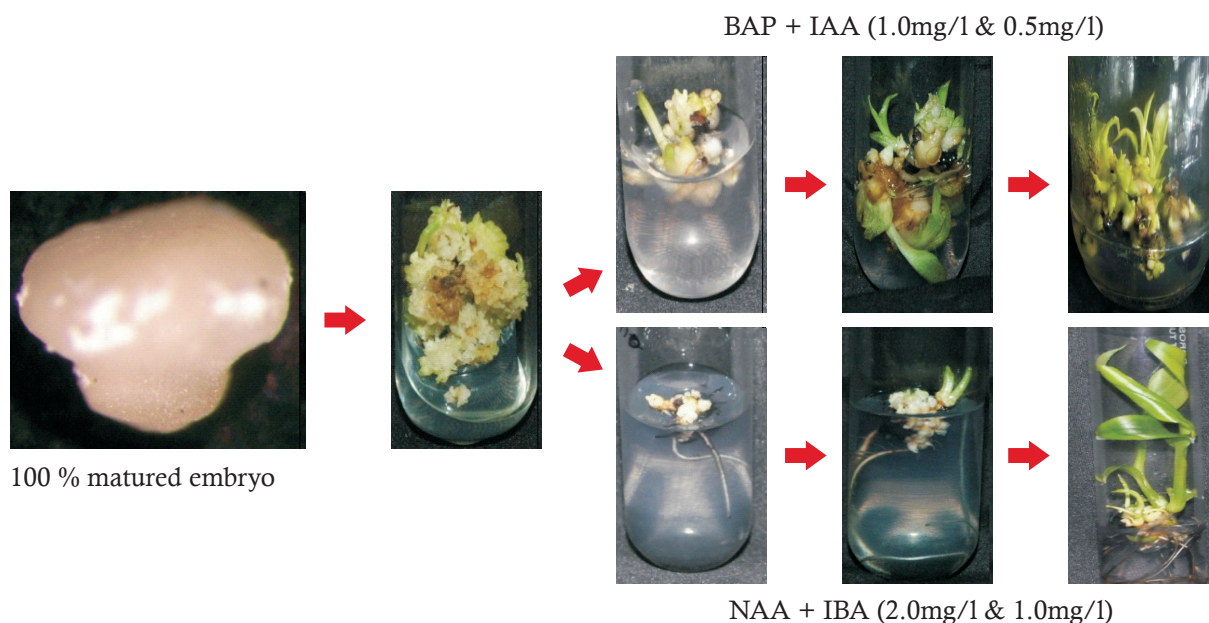 BAP + IAA (1.0mg/l & 0.5mg/l)
100 % matured embryo
NAA + IBA (2.0mg/l & 1.0mg/l)